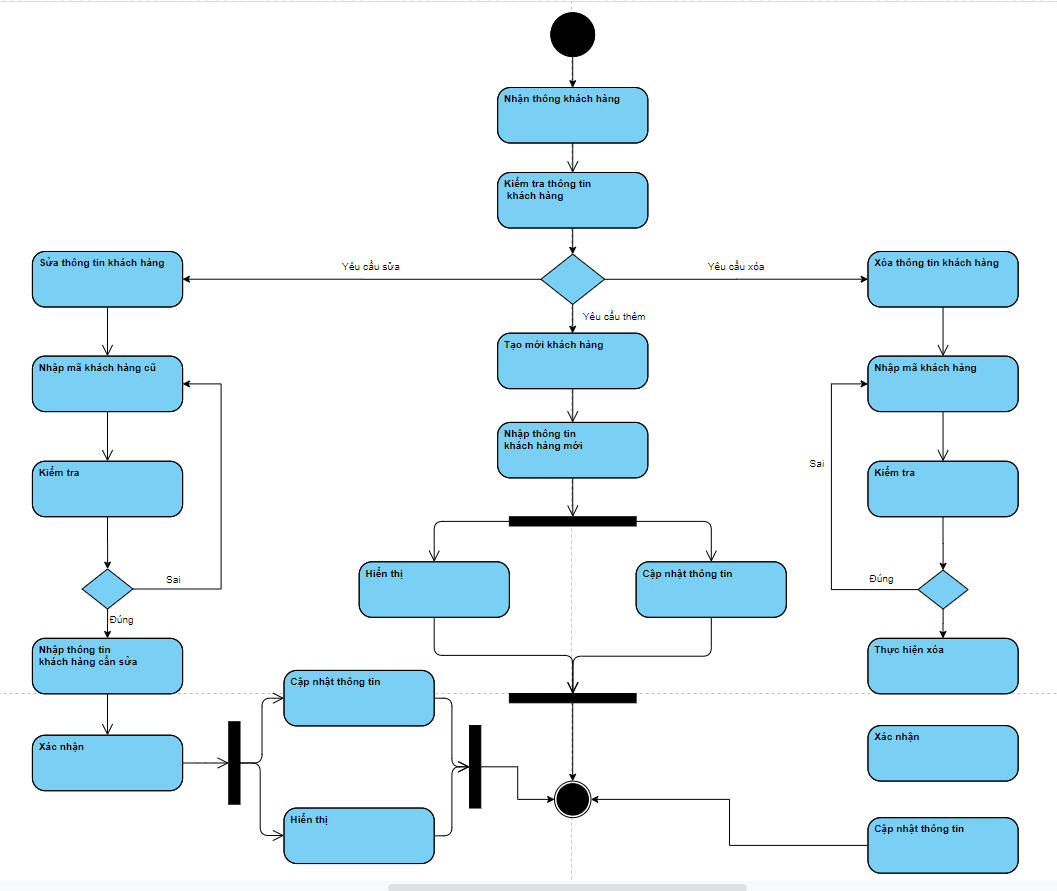 Nhận thông khách hàng
Kiểm tra thông tin
khách hàng
Yêu cầu sửa
Yêu cầu xóa
Yêu cầu thêm
Sửa thông tin khách hàng
Nhập mã khách hàng cũ
Kiểm tra
Sai
Đúng
Nhập thông tin
khách hàng cần sửa
Xác nhận
Cập nhật thông tin
Hiển thị
Tạo mới khách hàng
Nhập thông tin
khách hàng mới
Hiển thị
Cập nhật thông tin
Xóa thông tin khách hàng
Nhập mã khách hàng
Sai
Kiểm tra
Đúng
Thực hiện xóa
Xác nhận
Cập nhật thông tin